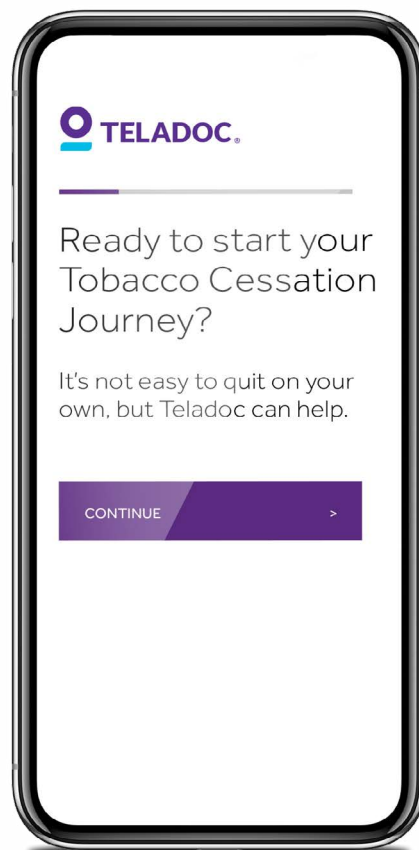 TELADOC®
Ready to start your
Tobacco Cessation
Journey?
It's not easy to quit on your
own, but Teladoc can help.
CONTINUE >